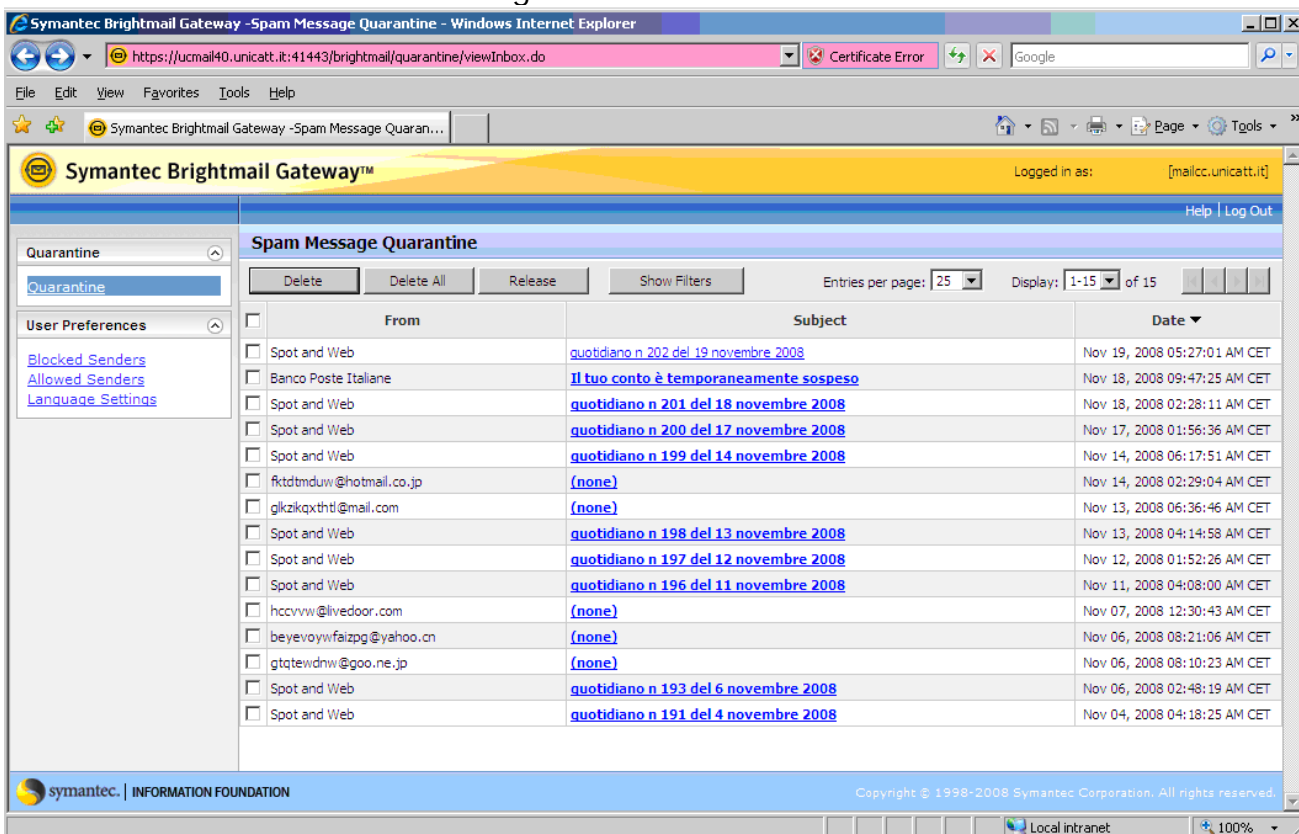 Symantec Brightmail Gateway -Spam Message Quarantine - Windows Internet Explorer
https://ucmail40.unicatt.it:41443/brightmail/quarantine/viewInbox.do Certificate Error Google
File Edit View Favorites Tools Help
Symantec Brightmail Gateway -Spam Message Quaran... Page Tools »
Symantec Brightmail Gateway™ Logged in as: [mailcc.unicatt.it]
Help | Log Out
Quarantine
Quarantine
User Preferences
Blocked Senders
Allowed Senders
Language Settings
Spam Message Quarantine
Delete Delete All Release Show Filters Entries per page: 25 Display: 1-15 of 15
From Subject Date
Spot and Web quotidiano n 202 del 19 novembre 2008 Nov 19, 2008 05:27:01 AM CET
Banco Poste Italiane Il tuo conto è temporaneamente sospeso Nov 18, 2008 09:47:25 AM CET
Spot and Web quotidiano n 201 del 18 novembre 2008 Nov 18, 2008 02:28:11 AM CET
Spot and Web quotidiano n 200 del 17 novembre 2008 Nov 17, 2008 01:56:36 AM CET
Spot and Web quotidiano n 199 del 14 novembre 2008 Nov 14, 2008 06:17:51 AM CET
fktdtmduw@hotmail.co.jp (none) Nov 14, 2008 02:29:04 AM CET
glkzikqxthtl@mail.com (none) Nov 13, 2008 06:36:46 AM CET
Spot and Web quotidiano n 198 del 13 novembre 2008 Nov 13, 2008 04:14:58 AM CET
Spot and Web quotidiano n 197 del 12 novembre 2008 Nov 12, 2008 01:52:26 AM CET
Spot and Web quotidiano n 196 del 11 novembre 2008 Nov 11, 2008 04:08:00 AM CET
hccvvw@livedoor.com (none) Nov 07, 2008 12:30:43 AM CET
beyevoywfaizpg@yahoo.cn (none) Nov 06, 2008 08:21:06 AM CET
gtqtewdnw@goo.ne.jp (none) Nov 06, 2008 08:10:23 AM CET
Spot and Web quotidiano n 193 del 6 novembre 2008 Nov 06, 2008 02:48:19 AM CET
Spot and Web quotidiano n 191 del 4 novembre 2008 Nov 04, 2008 04:18:25 AM CET
symantec. | INFORMATION FOUNDATION Copyright © 1998-2008 Symantec Corporation. All rights reserved.
Local intranet 100%